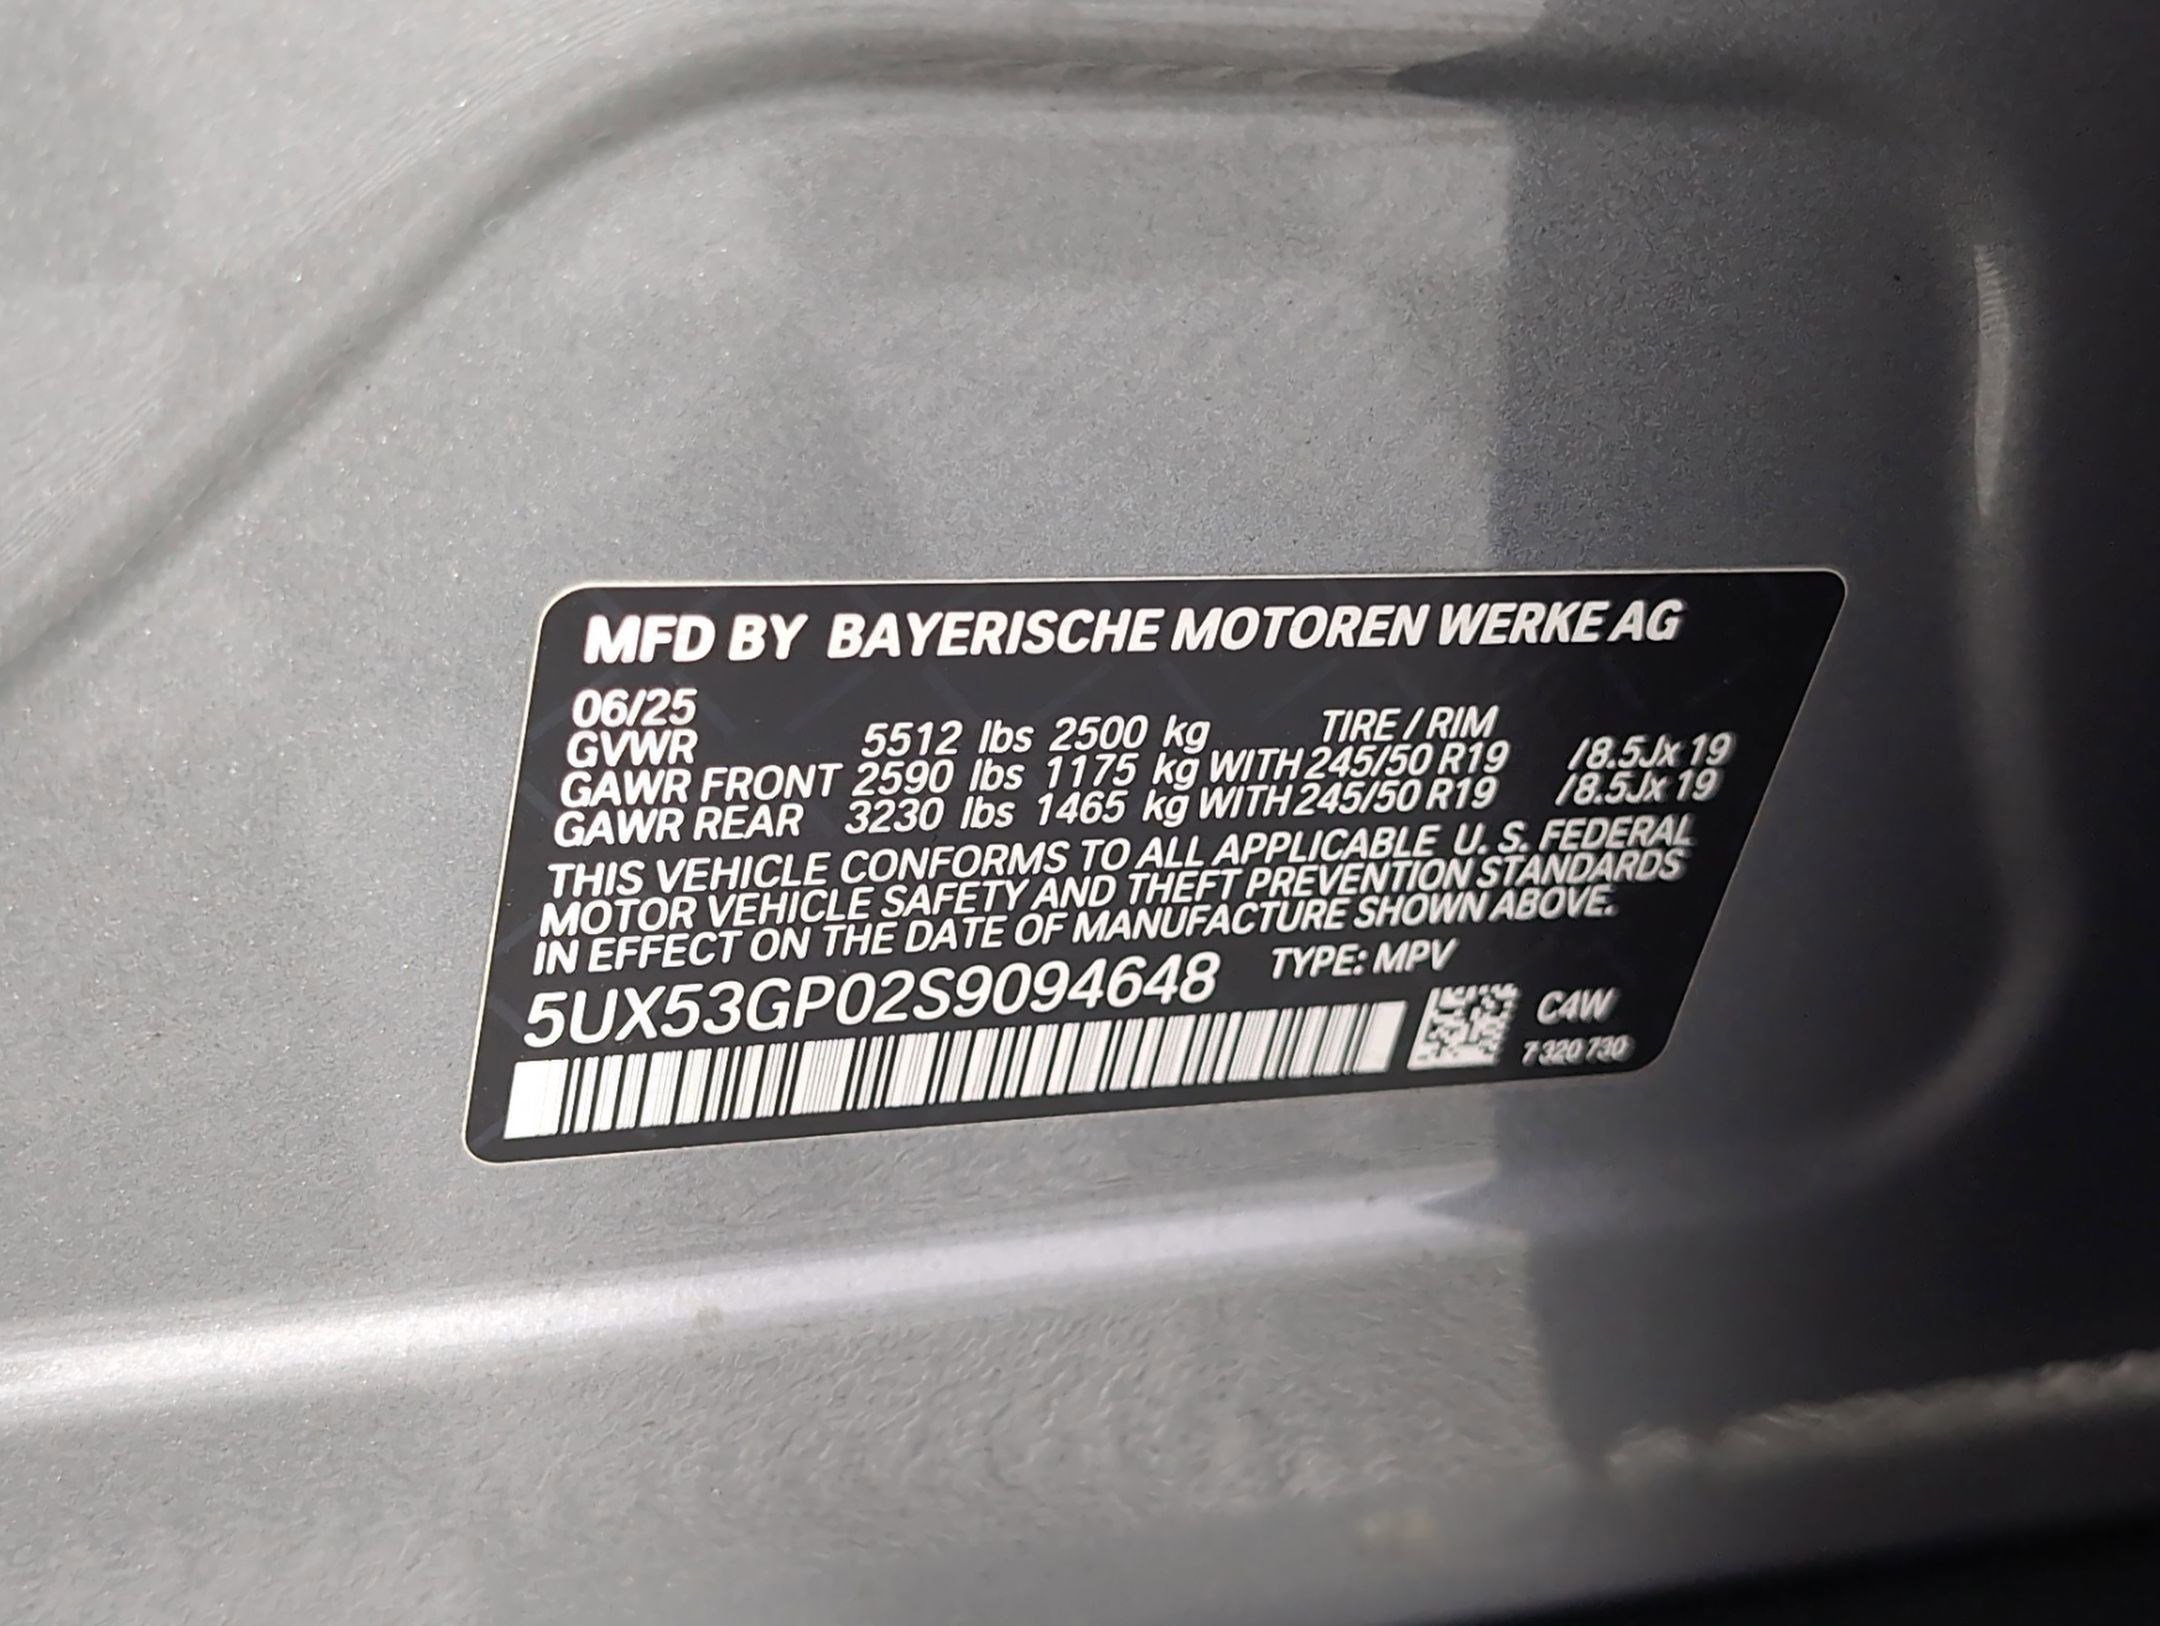 MFD BY BAYERISCHE MOTOREN WERKE AG
06/25 TIRE / RIM
GVWR 5512 lbs 2500 kg
GAWR FRONT 2590 lbs 1175 kg WITH 245/50 R19 /8.5Jx 19
GAWR REAR 3230 lbs 1465 kg WITH 245/50 R19 /8.5Jx 19
THIS VEHICLE CONFORMS TO ALL APPLICABLE U. S. FEDERAL
MOTOR VEHICLE SAFETY AND THEFT PREVENTION STANDARDS
IN EFFECT ON THE DATE OF MANUFACTURE SHOWN ABOVE.
5UX53GP02S9094648 TYPE: MPV
C4W
7 320 730